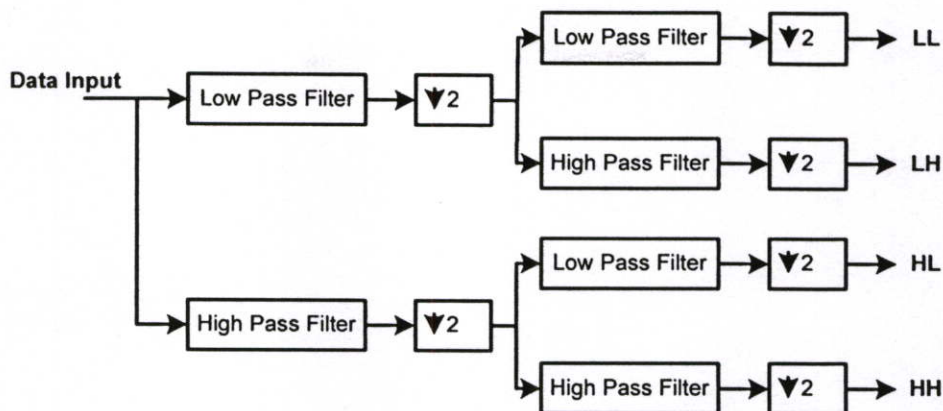 Low Pass Filter
2
LL
Data Input
Low Pass Filter
2
High Pass Filter
2
LH
Low Pass Filter
2
HL
High Pass Filter
2
High Pass Filter
2
HH